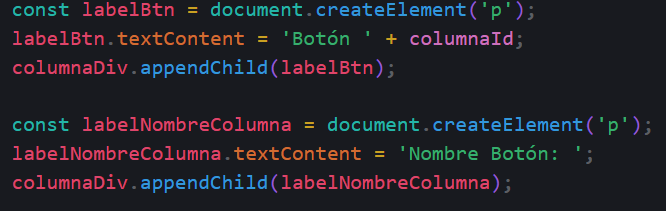 const labelBtn = document.createElement('p');
labelBtn.textContent = 'Botón ' + columnaId;
columnaDiv.appendChild(labelBtn);
const labelNombreColumna = document.createElement('p');
labelNombreColumna.textContent = 'Nombre Botón: ';
columnaDiv.appendChild(labelNombreColumna);